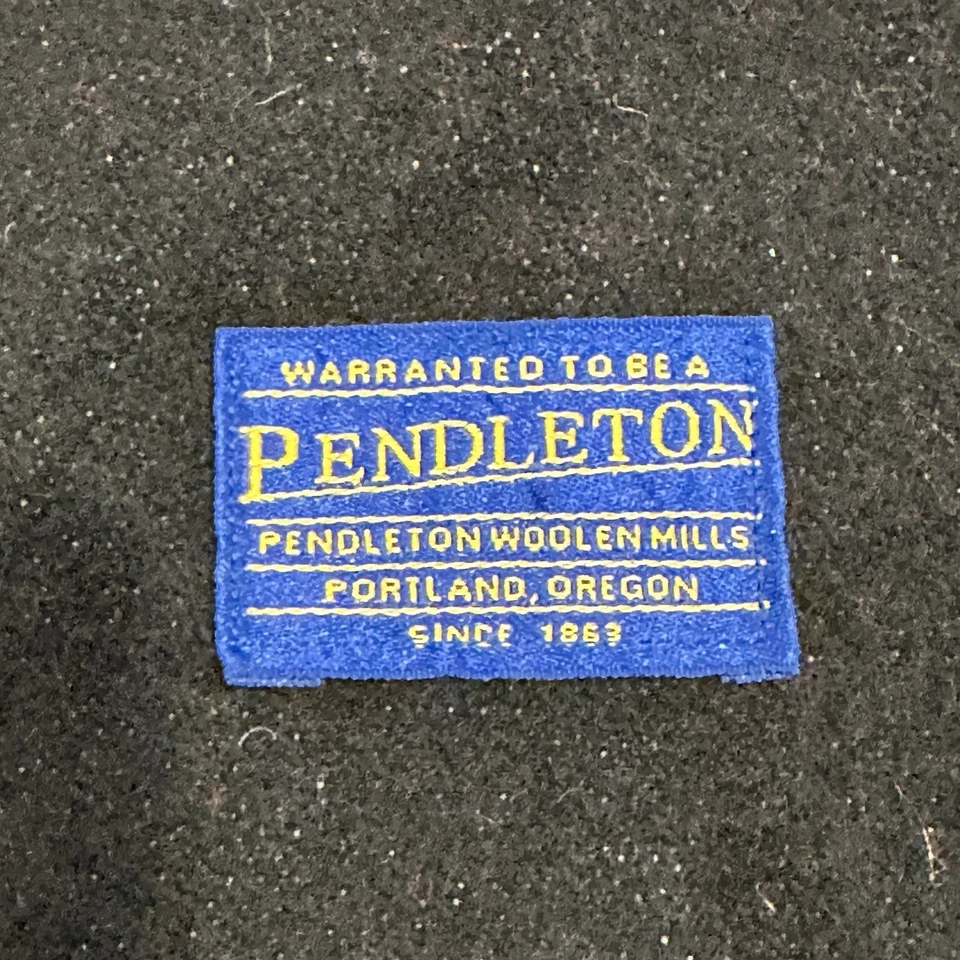 WARRANTED TO BE A
PENDLETON
PENDLETON WOOLEN MILLS
PORTLAND, OREGON
SINCE 1863